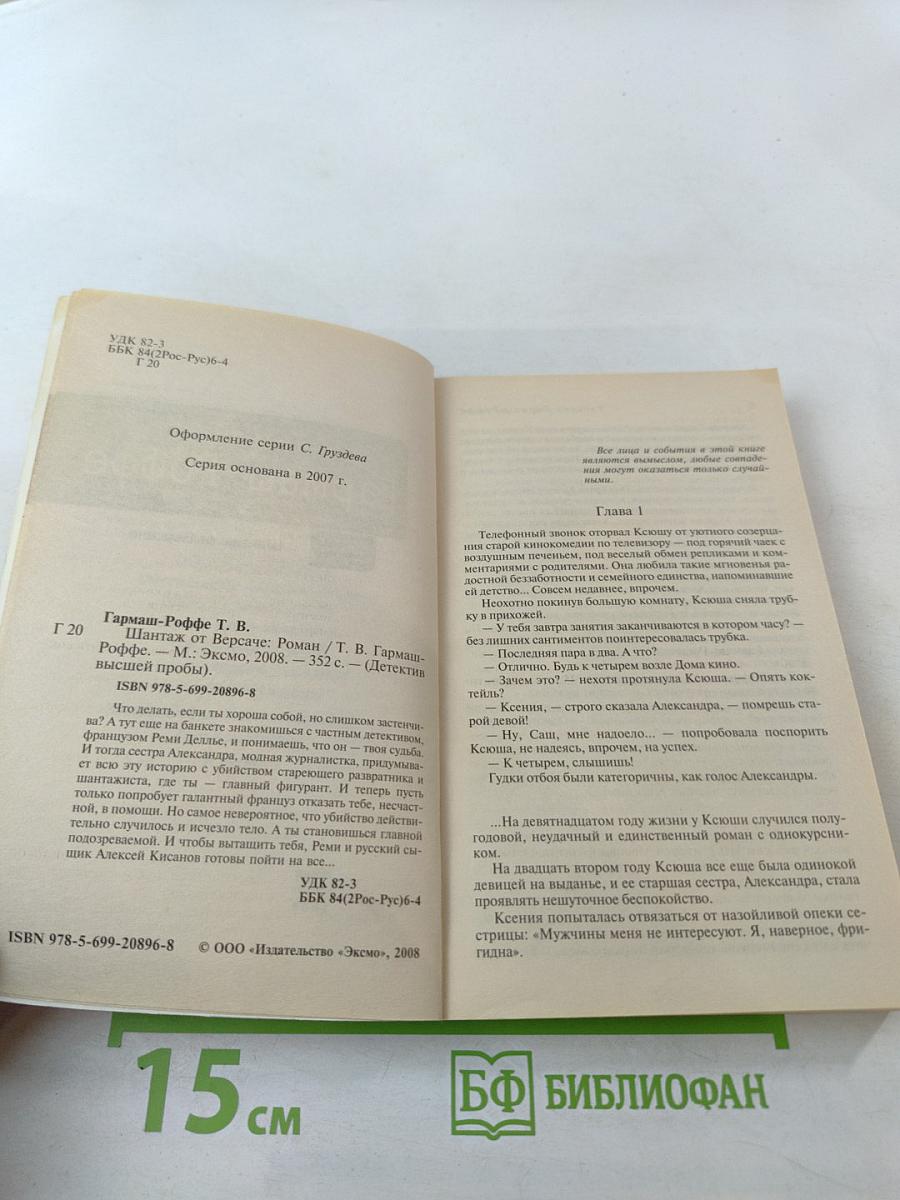 УДК 82-3
ББК 84(2Рос-Рус)6-4
Г 20
Оформление серии С. Груздева
Серия основана в 2007 г.
Гармаш-Роффе Т. В.
Г 20 Шантаж от Версаче: Роман / Т. В. Гармаш-
Роффе. — М.: Эксмо, 2008. — 352 с. — (Детектив
высшей пробы).
ISBN 978-5-699-20896-8
Что делать, если ты хороша собой, но слишком застенчи-
ва? А тут еще на банкете знакомишься с частным детективом,
французом Реми Деллье, и понимаешь, что он — твоя судьба.
И тогда сестра Александра, модная журналистка, придумыва-
ет всю эту историю с убийством стареющего развратника и
шантажиста, где ты — главный фигурант. И теперь пусть
только попробует галантный француз отказать тебе, несчаст-
ной, в помощи. Но самое невероятное, что убийство действи-
тельно случилось и исчезло тело. А ты становишься главной
подозреваемой. И чтобы вытащить тебя, Реми и русский сы-
щик Алексей Кисанов готовы пойти на все...
УДК 82-3
ББК 84(2Рос-Рус)6-4
ISBN 978-5-699-20896-8
© ООО «Издательство «Эксмо», 2008
Все лица и события в этой книге
являются вымыслом, любые совпаде-
ния могут оказаться только случай-
ными.
Глава 1
Телефонный звонок оторвал Ксюшу от уютного созерца-
ния старой кинокомедии по телевизору — под горячий чаек с
воздушным печеньем, под веселый обмен репликами и ком-
ментариями с родителями. Она любила такие мгновенья ра-
достной беззаботности и семейного единства, напоминавшие
ей детство... Совсем недавнее, впрочем.
Неохотно покинув большую комнату, Ксюша сняла труб-
ку в прихожей.
— У тебя завтра занятия заканчиваются в котором часу? —
без лишних сантиментов поинтересовалась трубка.
— Последняя пара в два. А что?
— Отлично. Будь к четырем возле Дома кино.
— Зачем это? — нехотя протянула Ксюша. — Опять кок-
тейль?
— Ксения, — строго сказала Александра, — помрешь ста-
рой девой!
— Ну, Саш, мне надоело... — попробовала поспорить
Ксюша, не надеясь, впрочем, на успех.
— К четырем, слышишь!
Гудки отбоя были категоричны, как голос Александры.
...На девятнадцатом году жизни у Ксюши случился полу-
годовой, неудачный и единственный роман с однокурсни-
ком.
На двадцать втором году Ксюша все еще была одинокой
девицей на выданье, и ее старшая сестра, Александра, стала
проявлять нешуточное беспокойство.
Ксения попыталась отвязаться от назойливой опеки се-
стрицы: «Мужчины меня не интересуют. Я, наверное, фри-
гидна».
15 см
БФ БИБЛИОФАН